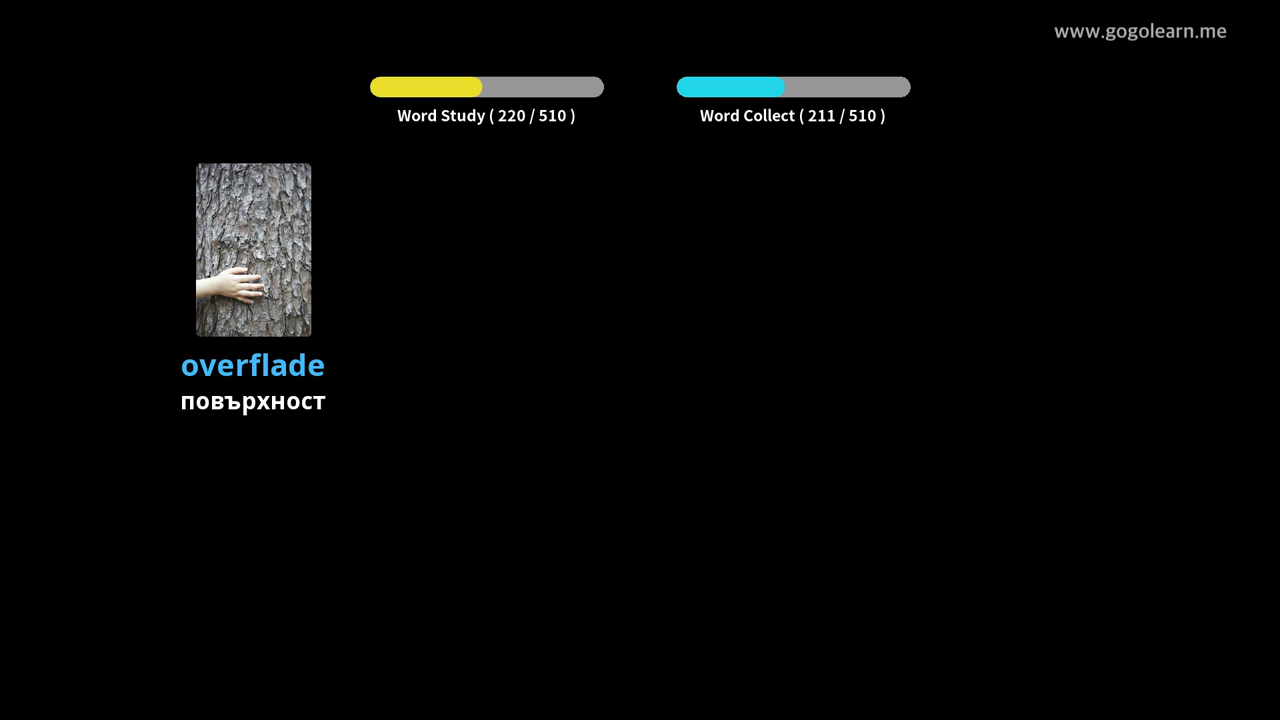 www.gogolearn.me
Word Study ( 220 / 510 )
Word Collect ( 211 / 510 )
overflade
повърхност